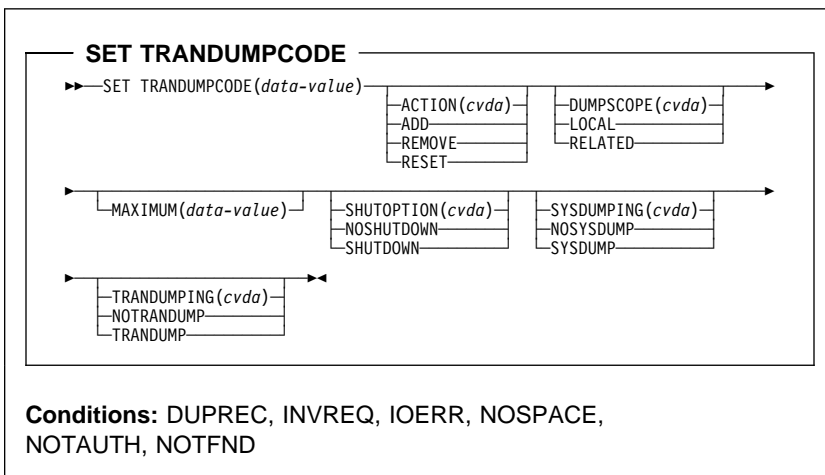 SET TRANDUMPCODE
SET TRANDUMPCODE(data-value)
ACTION(cvda) DUMPSCOPE(cvda)
ADD LOCAL
REMOVE RELATED
RESET
MAXIMUM(data-value) SHUTOPTION(cvda) SYSDUMPING(cvda)
NOSHUTDOWN NOSYSDUMP
SHUTDOWN SYSDUMP
TRANDUMPING(cvda)
NOTRANDUMP
TRANDUMP
Conditions: DUPREC, INVREQ, IOERR, NOSPACE,
NOTAUTH, NOTFND